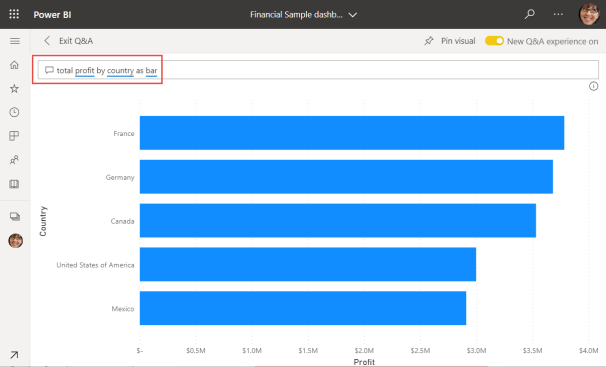 Power BI
Financial Sample dashb...
Exit Q&A
Pin visual
New Q&A experience on
total profit by country as bar
France
Germany
Canada
United States of America
Mexico
Country
$- $0.5M $1.0M $1.5M $2.0M $2.5M $3.0M $3.5M $4.0M
Profit